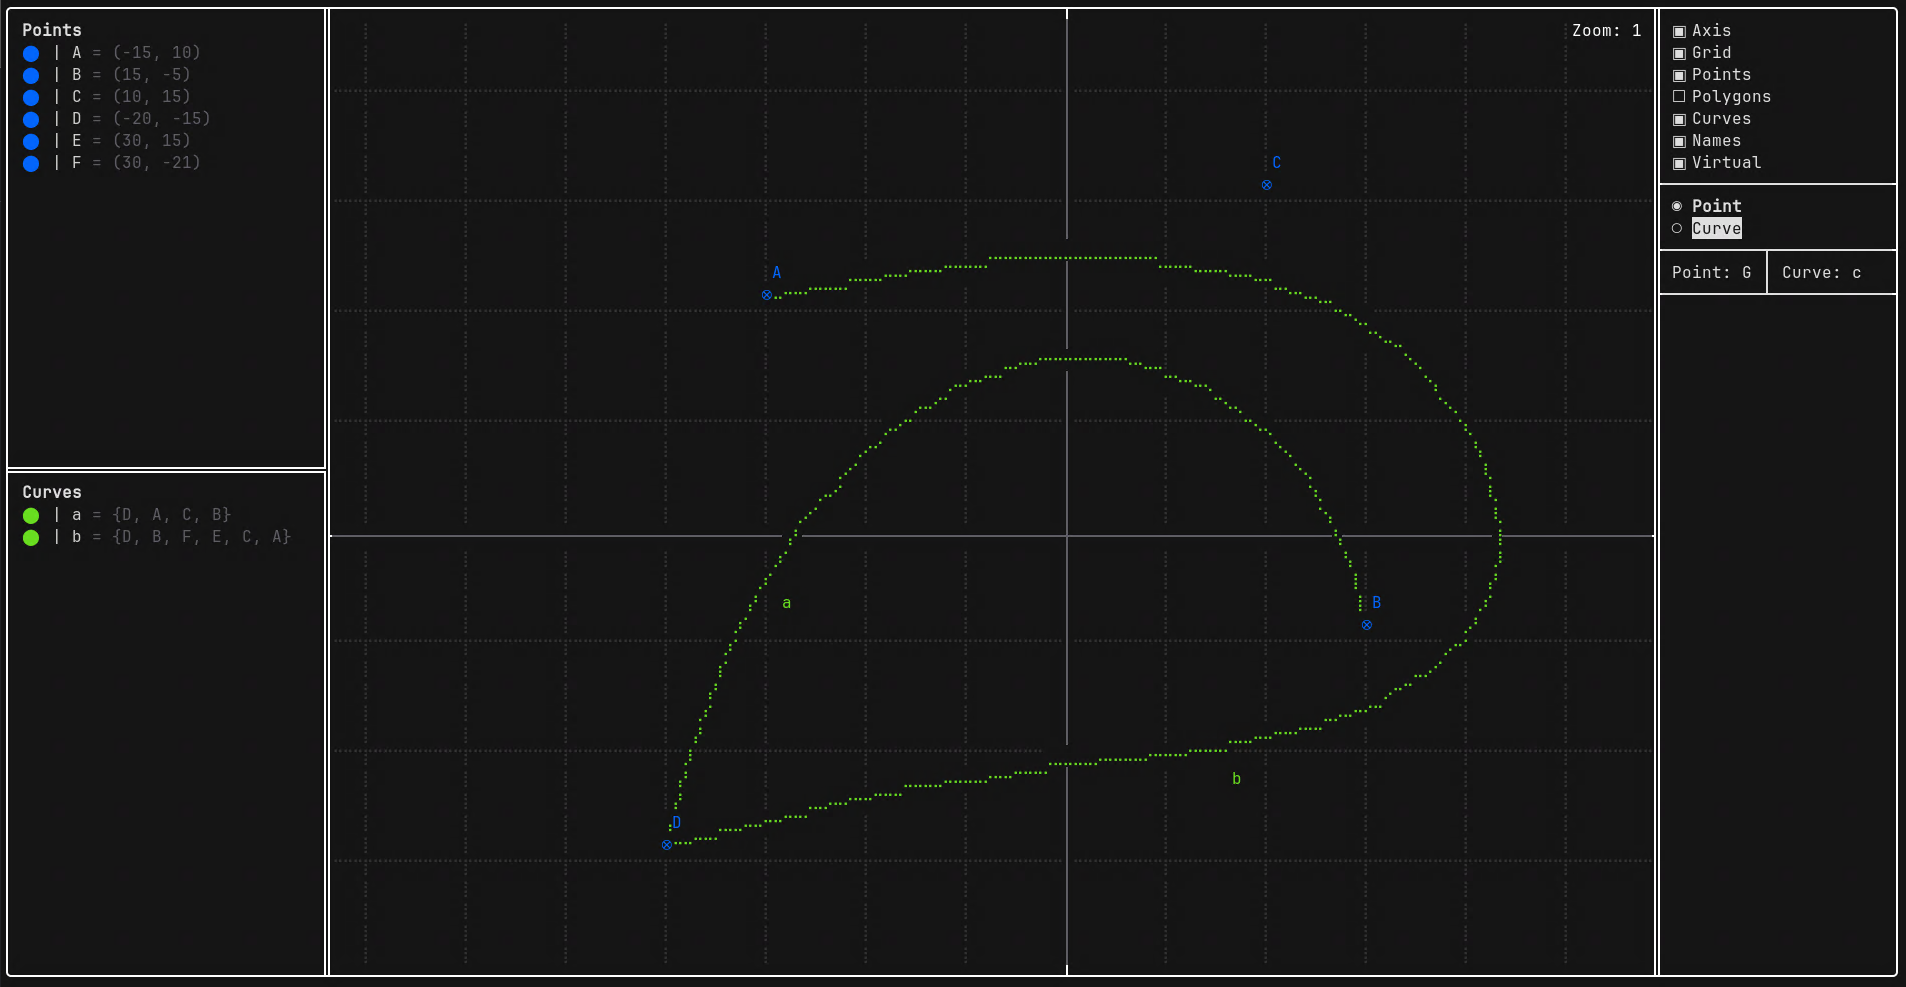 Points
| A = (-15, 10)
| B = (15, -5)
| C = (10, 15)
| D = (-20, -15)
| E = (30, 15)
| F = (30, -21)
Curves
| a = {D, A, C, B}
| b = {D, B, F, E, C, A}
Zoom: 1
C
A
a
B
b
D
Axis
Grid
Points
Polygons
Curves
Names
Virtual
Point
Curve
Point: G
Curve: c